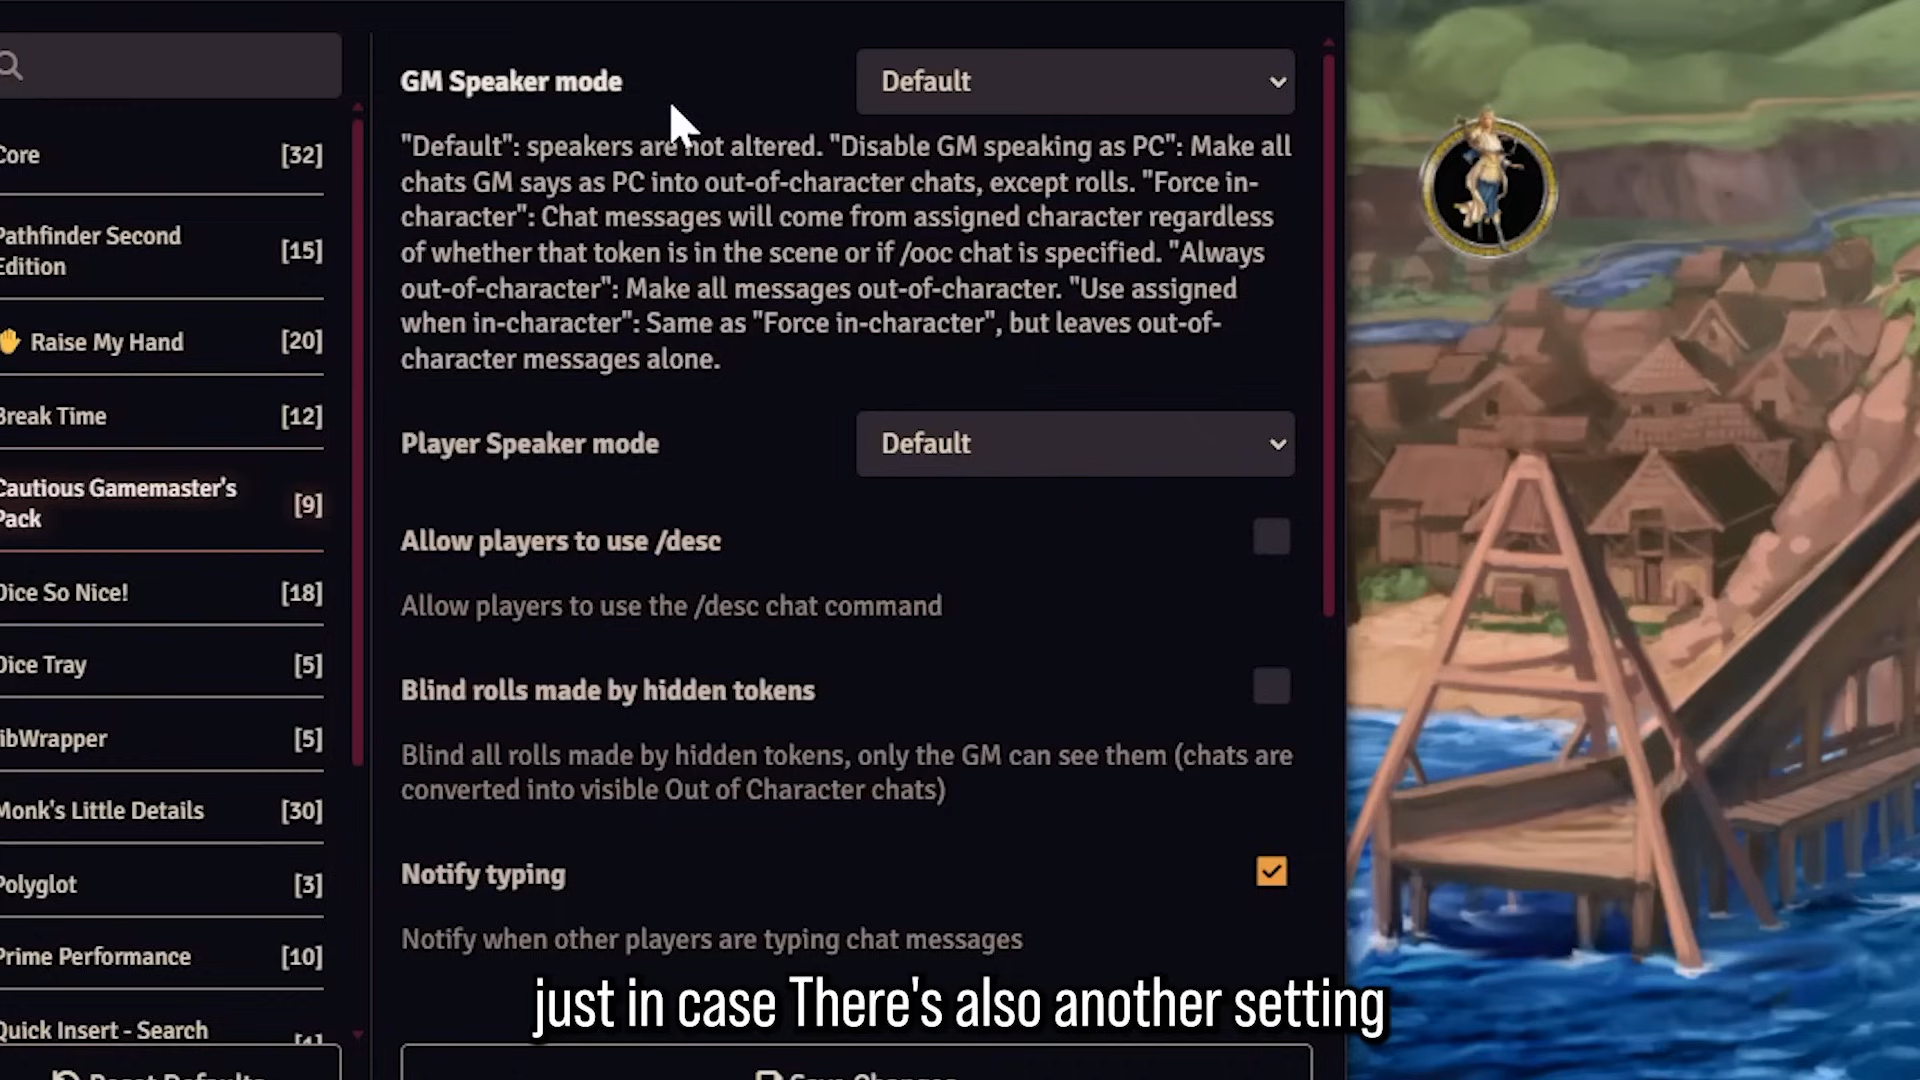 Core [32]
Pathfinder Second
Edition [15]
Raise My Hand [20]
Break Time [12]
Cautious Gamemaster's
Pack [9]
Dice So Nice! [18]
Dice Tray [5]
libWrapper [5]
Monk's Little Details [30]
Polyglot [3]
Prime Performance [10]
Quick Insert - Search
Reset Defaults
GM Speaker mode Default
"Default": speakers are not altered. "Disable GM speaking as PC": Make all
chats GM says as PC into out-of-character chats, except rolls. "Force in-
character": Chat messages will come from assigned character regardless
of whether that token is in the scene or if /ooc chat is specified. "Always
out-of-character": Make all messages out-of-character. "Use assigned
when in-character": Same as "Force in-character", but leaves out-of-
character messages alone.
Player Speaker mode Default
Allow players to use /desc
Allow players to use the /desc chat command
Blind rolls made by hidden tokens
Blind all rolls made by hidden tokens, only the GM can see them (chats are
converted into visible Out of Character chats)
Notify typing
Notify when other players are typing chat messages
Save Changes
just in case There's also another setting